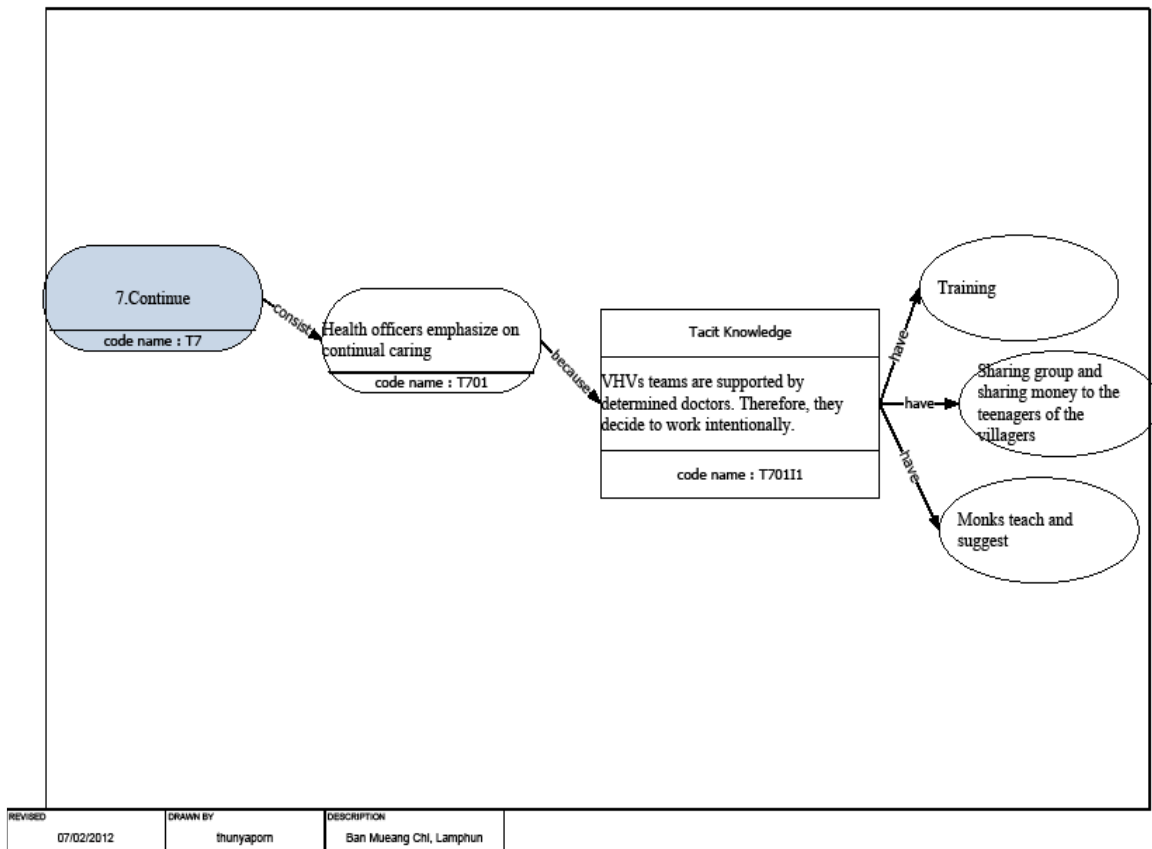 7.Continue
code name : T7
consist
Health officers emphasize on
continual caring
code name : T701
because
Tacit Knowledge
VHVs teams are supported by
determined doctors. Therefore, they
decide to work intentionally.
code name : T701I1
have
Training
have
Sharing group and
sharing money to the
teenagers of the
villagers
have
Monks teach and
suggest
REVISED
07/02/2012
DRAWN BY
thunyaporn
DESCRIPTION
Ban Mueang Chi, Lamphun